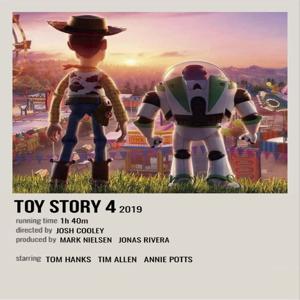 TOY STORY 4 2019
running time 1h 40m
directed by JOSH COOLEY
produced by MARK NIELSEN JONAS RIVERA
starring TOM HANKS TIM ALLEN ANNIE POTTS